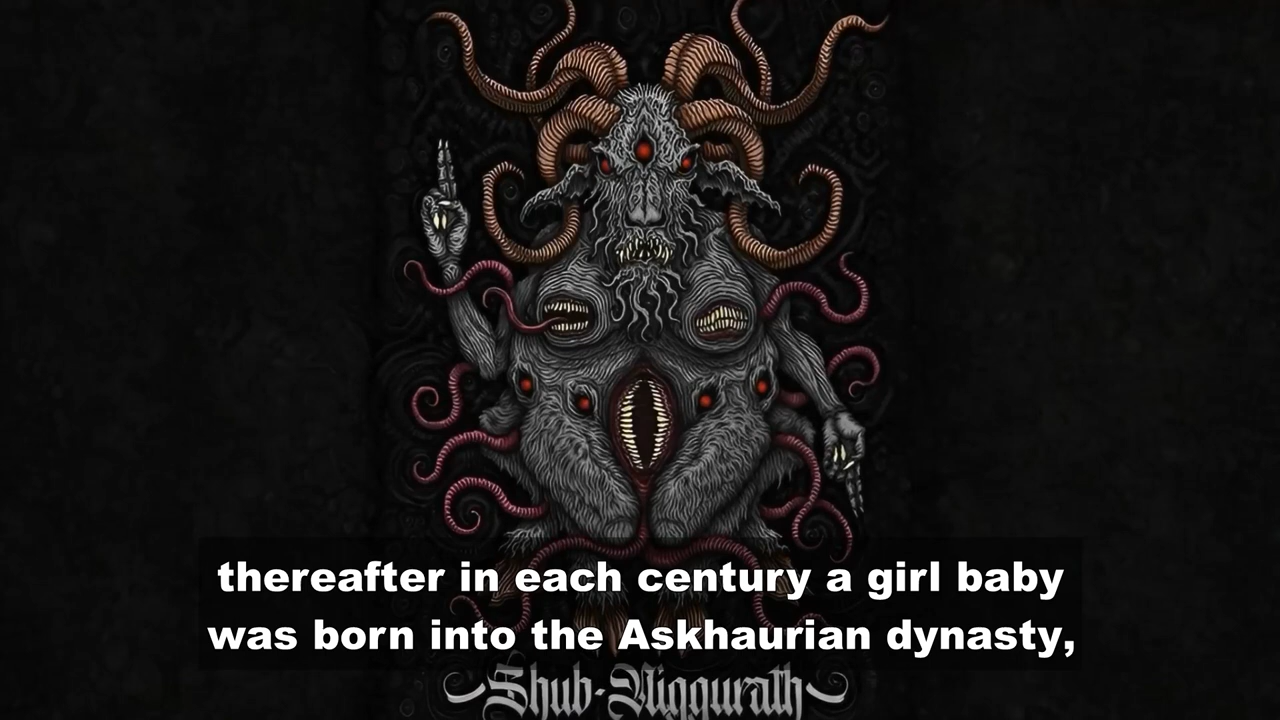 thereafter in each century a girl baby
was born into the Askhaurian dynasty,
Shub-Niggurath